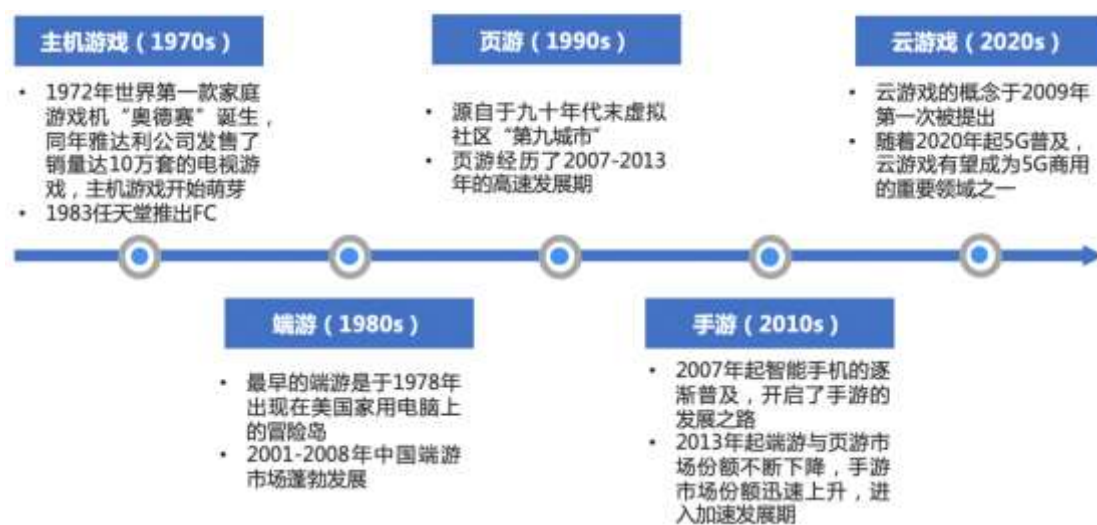 主机游戏（1970s）
• 1972年世界第一款家庭
游戏机“奥德赛”诞生，
同年雅达利公司发售了
销量达10万套的电视游
戏，主机游戏开始萌芽
• 1983任天堂推出FC
页游（1990s）
• 源自于九十年代末虚拟
社区“第九城市”
• 页游经历了2007-2013
年的高速发展期
云游戏（2020s）
• 云游戏的概念于2009年
第一次被提出
• 随着2020年起5G普及，
云游戏有望成为5G商用
的重要领域之一
端游（1980s）
• 最早的端游是于1978年
出现在美国家用电脑上
的冒险岛
• 2001-2008年中国端游
市场蓬勃发展
手游（2010s）
• 2007年起智能手机的逐
渐普及，开启了手游的
发展之路
• 2013年起端游与页游市
场份额不断下降，手游
市场份额迅速上升，进
入加速发展期